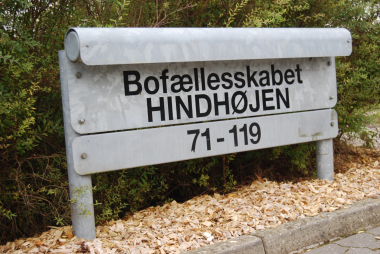 Bofællesskabet
HINDHØJEN
71 - 119